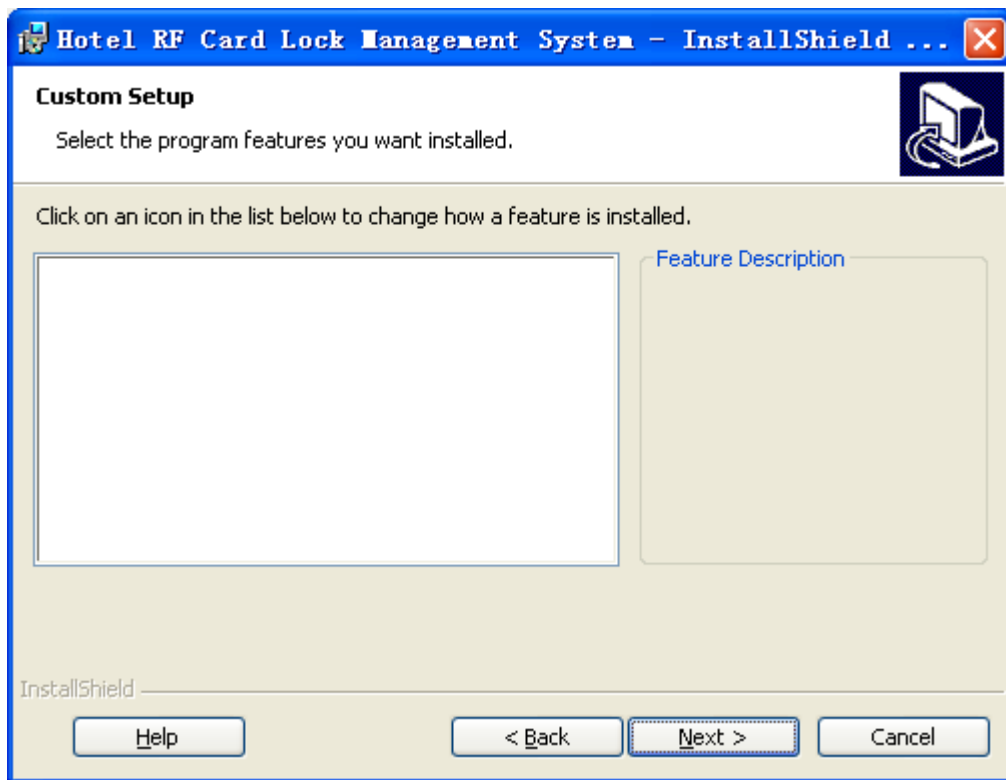 Hotel RF Card Lock Management System - InstallShield ...
Custom Setup
Select the program features you want installed.
Click on an icon in the list below to change how a feature is installed.
Feature Description
InstallShield
Help
< Back
Next >
Cancel